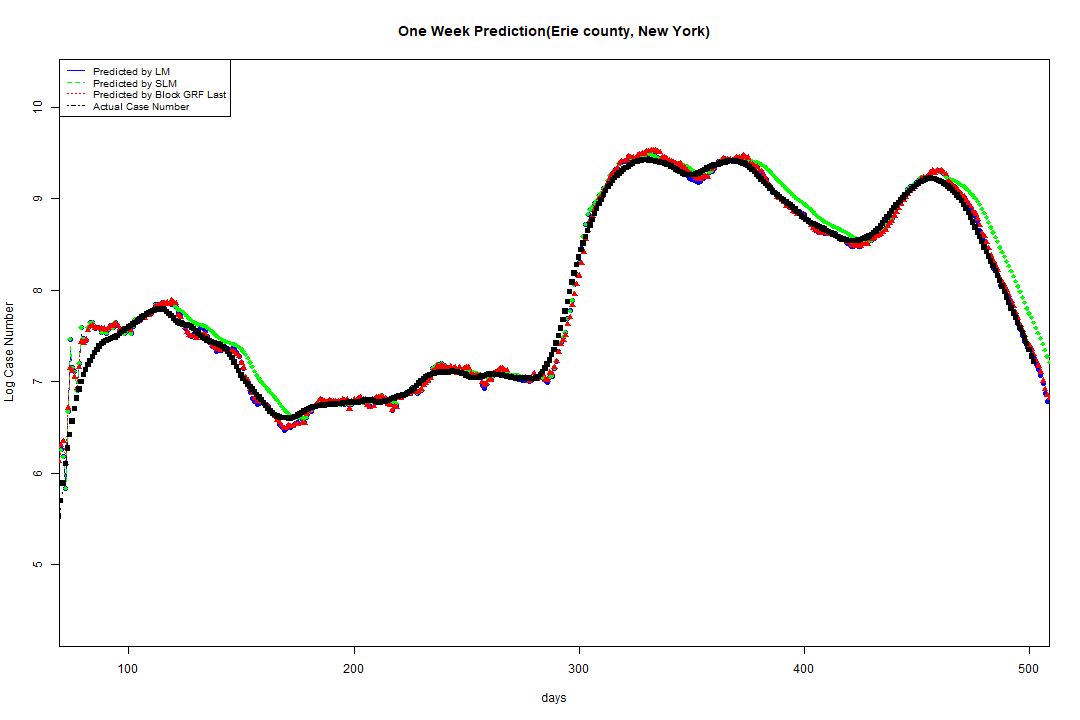 One Week Prediction(Erie county, New York)
Predicted by LM
Predicted by SLM
Predicted by Block GRF Last
Actual Case Number
10
9
8
7
6
5
Log Case Number
100 200 300 400 500
days